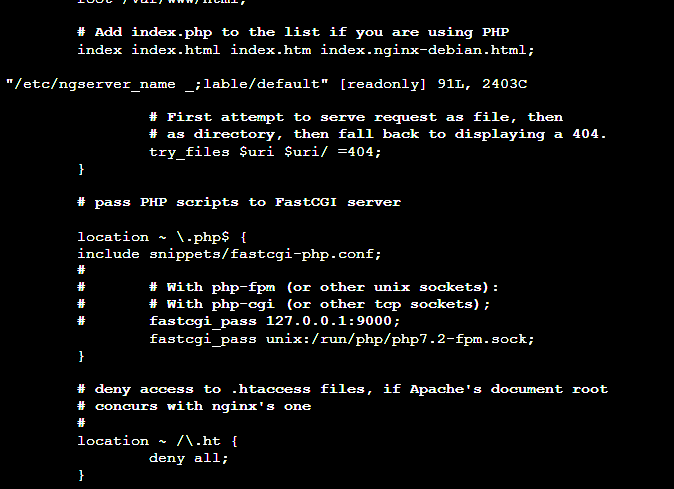 root /var/www/html;
# Add index.php to the list if you are using PHP
index index.html index.htm index.nginx-debian.html;
"/etc/ngserver_name _;lable/default" [readonly] 91L, 2403C
# First attempt to serve request as file, then
# as directory, then fall back to displaying a 404.
try_files $uri $uri/ =404;
}
# pass PHP scripts to FastCGI server
location ~ \.php$ {
include snippets/fastcgi-php.conf;
#
# # With php-fpm (or other unix sockets):
# # With php-cgi (or other tcp sockets);
# fastcgi_pass 127.0.0.1:9000;
fastcgi_pass unix:/run/php/php7.2-fpm.sock;
}
# deny access to .htaccess files, if Apache's document root
# concurs with nginx's one
#
location ~ /\.ht {
deny all;
}